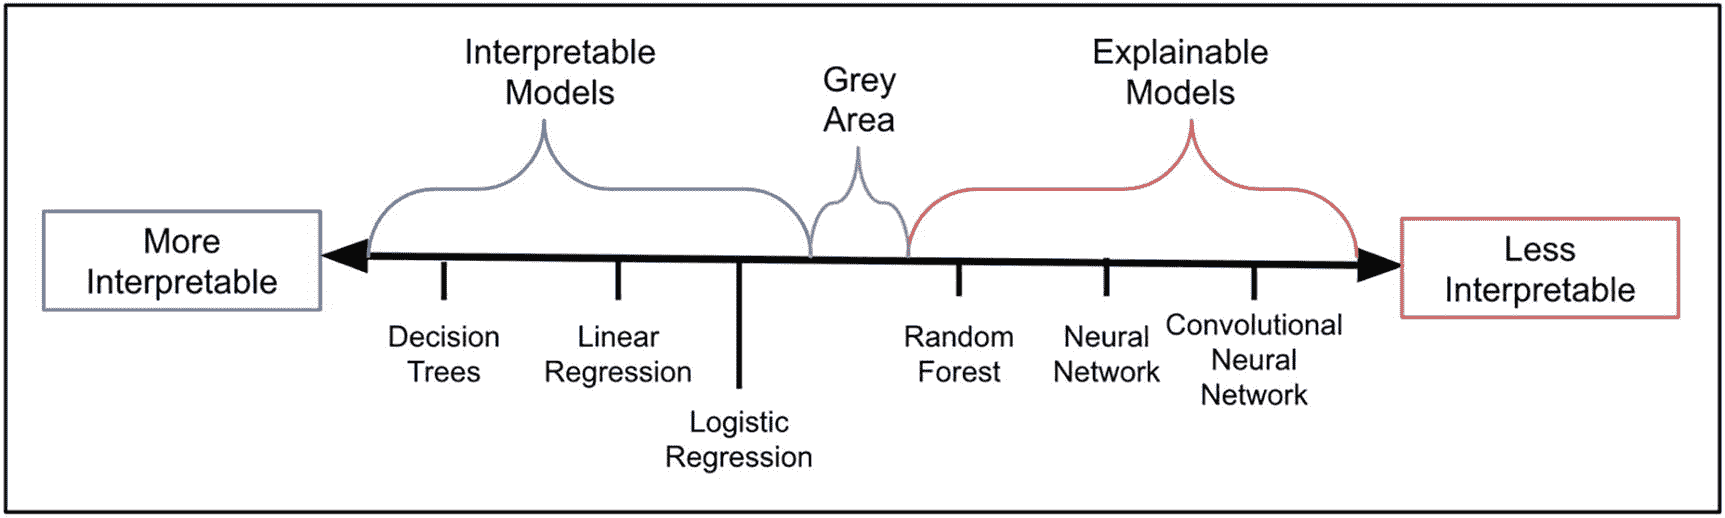 Interpretable
Models
Grey
Area
Explainable
Models
More
Interpretable
Less
Interpretable
Decision
Trees
Linear
Regression
Logistic
Regression
Random
Forest
Neural
Network
Convolutional
Neural
Network